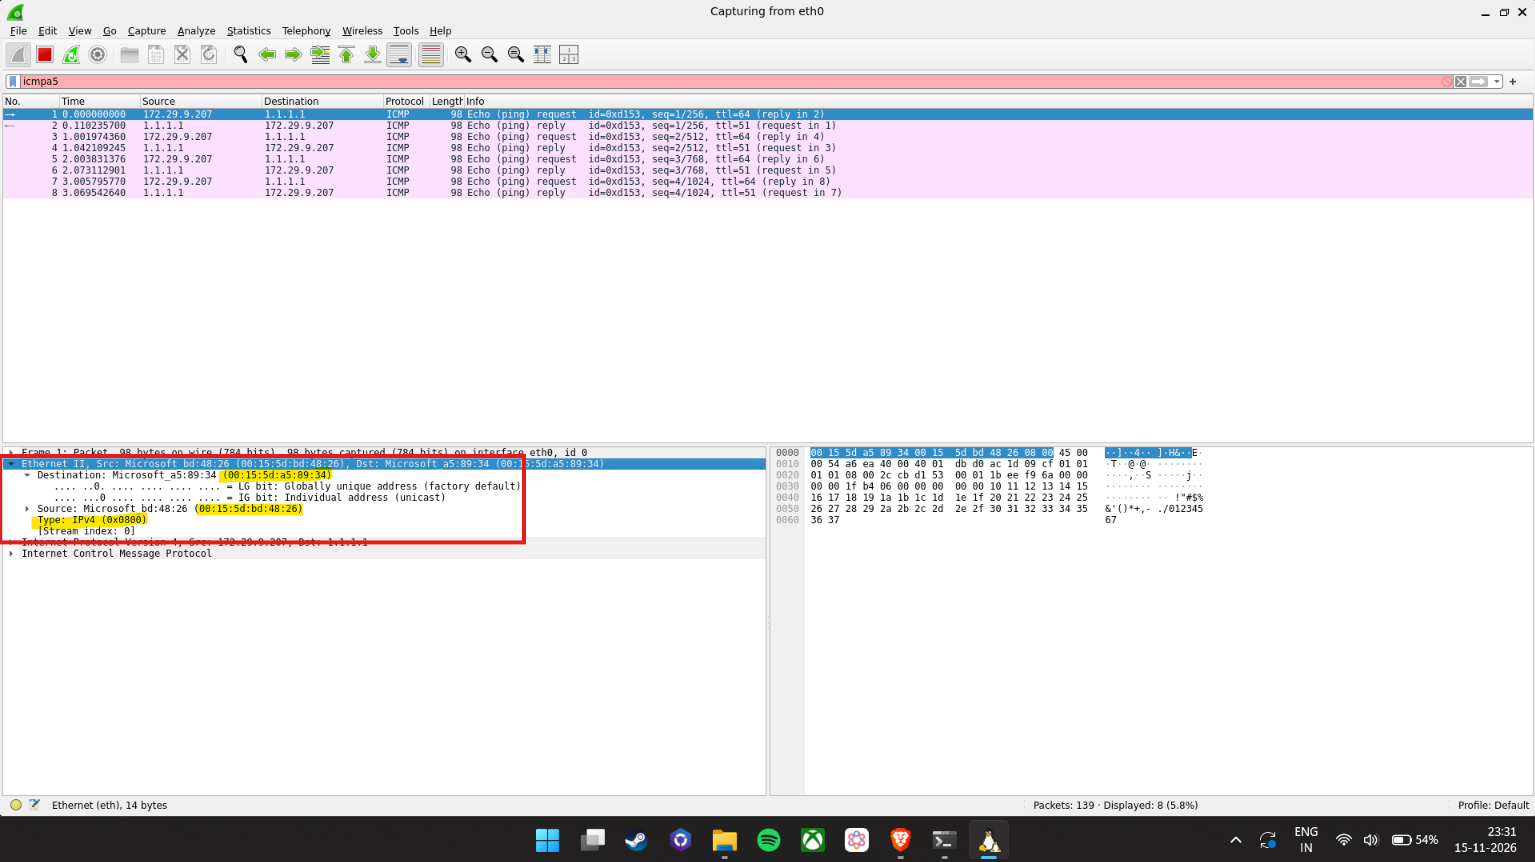 Capturing from eth0
File Edit View Go Capture Analyze Statistics Telephony Wireless Tools Help
icmpa5
No. Time Source Destination Protocol Length Info
1 0.000000000 172.29.9.207 1.1.1.1 ICMP 98 Echo (ping) request id=0xd153, seq=1/256, ttl=64 (reply in 2)
2 0.110235700 1.1.1.1 172.29.9.207 ICMP 98 Echo (ping) reply id=0xd153, seq=1/256, ttl=51 (request in 1)
3 1.001974360 172.29.9.207 1.1.1.1 ICMP 98 Echo (ping) request id=0xd153, seq=2/512, ttl=64 (reply in 4)
4 1.042109245 1.1.1.1 172.29.9.207 ICMP 98 Echo (ping) reply id=0xd153, seq=2/512, ttl=51 (request in 3)
5 2.003831376 172.29.9.207 1.1.1.1 ICMP 98 Echo (ping) request id=0xd153, seq=3/768, ttl=64 (reply in 6)
6 2.073112901 1.1.1.1 172.29.9.207 ICMP 98 Echo (ping) reply id=0xd153, seq=3/768, ttl=51 (request in 5)
7 3.005795770 172.29.9.207 1.1.1.1 ICMP 98 Echo (ping) request id=0xd153, seq=4/1024, ttl=64 (reply in 8)
8 3.069542640 1.1.1.1 172.29.9.207 ICMP 98 Echo (ping) reply id=0xd153, seq=4/1024, ttl=51 (request in 7)
Frame 1: Packet, 98 bytes on wire (784 bits), 98 bytes captured (784 bits) on interface eth0, id 0
Ethernet II, Src: Microsoft_bd:48:26 (00:15:5d:bd:48:26), Dst: Microsoft_a5:89:34 (00:15:5d:a5:89:34)
Destination: Microsoft_a5:89:34 (00:15:5d:a5:89:34)
.... ..0. .... .... .... .... = LG bit: Globally unique address (factory default)
.... ...0 .... .... .... .... = IG bit: Individual address (unicast)
Source: Microsoft_bd:48:26 (00:15:5d:bd:48:26)
Type: IPv4 (0x0800)
[Stream index: 0]
Internet Protocol Version 4, Src: 172.29.9.207, Dst: 1.1.1.1
Internet Control Message Protocol
0000 00 15 5d a5 89 34 00 15 5d bd 48 26 08 00 45 00 ··]··4·· ]·H&··E·
0010 00 54 a6 ea 40 00 40 01 db d0 ac 1d 09 cf 01 01 ·T··@·@· ········
0020 01 01 08 00 2c cb d1 53 00 01 1b ee f9 6a 00 00 ····,··S ·····j··
0030 00 00 1f b4 06 00 00 00 00 00 10 11 12 13 14 15 ········ ········
0040 16 17 18 19 1a 1b 1c 1d 1e 1f 20 21 22 23 24 25 ········ ·· !"#$%
0050 26 27 28 29 2a 2b 2c 2d 2e 2f 30 31 32 33 34 35 &'()*+,- ./012345
0060 36 37 67
Ethernet (eth), 14 bytes Packets: 139 · Displayed: 8 (5.8%) Profile: Default
ENG IN 54% 23:31
15-11-2026